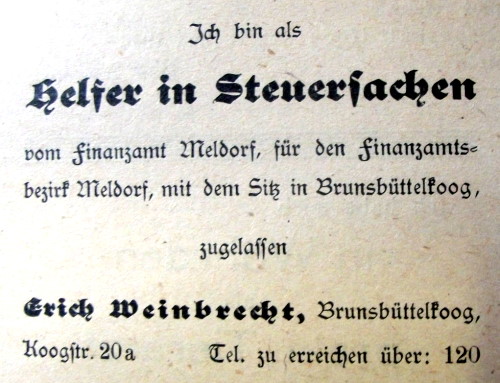 Ich bin als
Helfer in Steuersachen
vom Finanzamt Meldorf, für den Finanzamts-
bezirk Meldorf, mit dem Sitz in Brunsbüttelkoog,
zugelassen
Erich Weinbrecht, Brunsbüttelkoog,
Koogstr. 20a Tel. zu erreichen über: 120